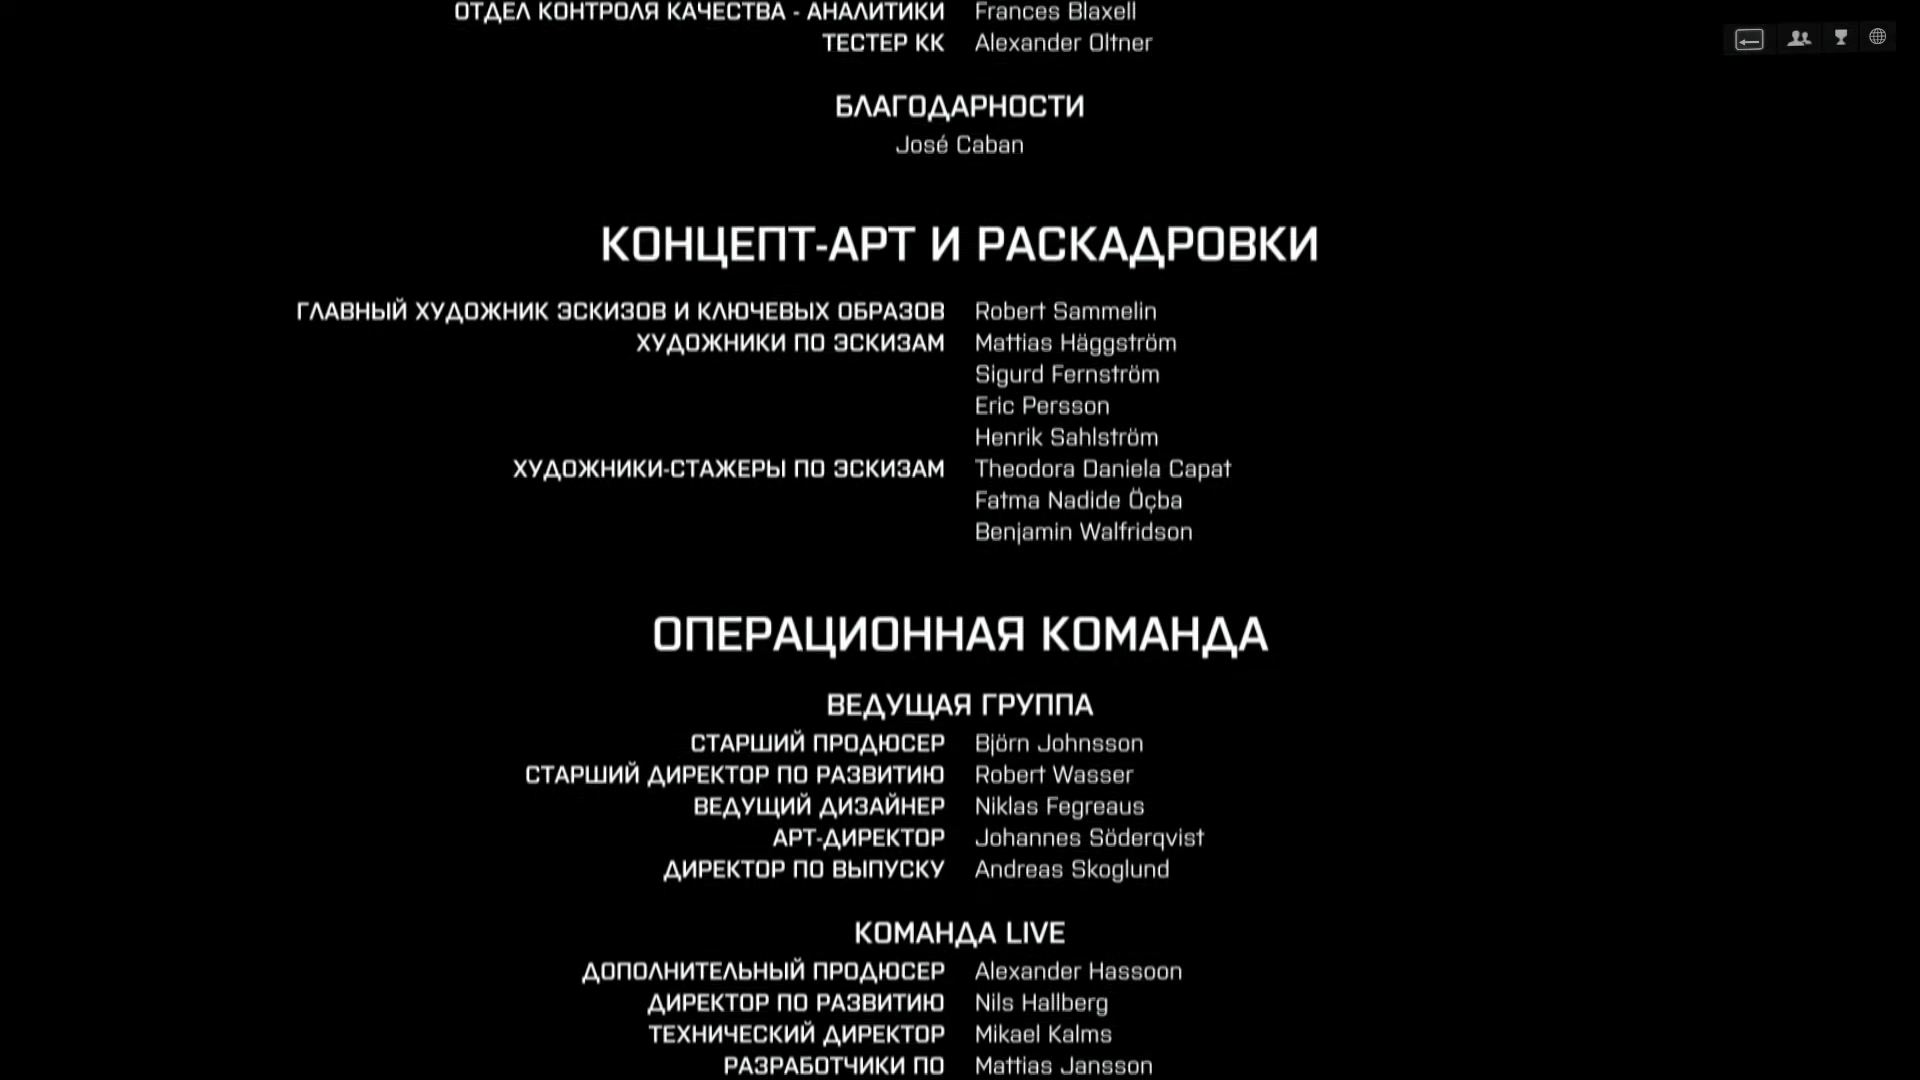 ОТДЕЛ КОНТРОЛЯ КАЧЕСТВА - АНАЛИТИКИ Frances Blaxell
ТЕСТЕР КК Alexander Oltner
БЛАГОДАРНОСТИ
José Caban
КОНЦЕПТ-АРТ И РАСКАДРОВКИ
ГЛАВНЫЙ ХУДОЖНИК ЭСКИЗОВ И КЛЮЧЕВЫХ ОБРАЗОВ Robert Sammelin
ХУДОЖНИКИ ПО ЭСКИЗАМ Mattias Häggström
Sigurd Fernström
Eric Persson
Henrik Sahlström
ХУДОЖНИКИ-СТАЖЕРЫ ПО ЭСКИЗАМ Theodora Daniela Capat
Fatma Nadide Öçba
Benjamin Walfridson
ОПЕРАЦИОННАЯ КОМАНДА
ВЕДУЩАЯ ГРУППА
СТАРШИЙ ПРОДЮСЕР Björn Johnsson
СТАРШИЙ ДИРЕКТОР ПО РАЗВИТИЮ Robert Wasser
ВЕДУЩИЙ ДИЗАЙНЕР Niklas Fegreaus
АРТ-ДИРЕКТОР Johannes Söderqvist
ДИРЕКТОР ПО ВЫПУСКУ Andreas Skoglund
КОМАНДА LIVE
ДОПОЛНИТЕЛЬНЫЙ ПРОДЮСЕР Alexander Hassoon
ДИРЕКТОР ПО РАЗВИТИЮ Nils Hallberg
ТЕХНИЧЕСКИЙ ДИРЕКТОР Mikael Kalms
РАЗРАБОТЧИКИ ПО Mattias Jansson